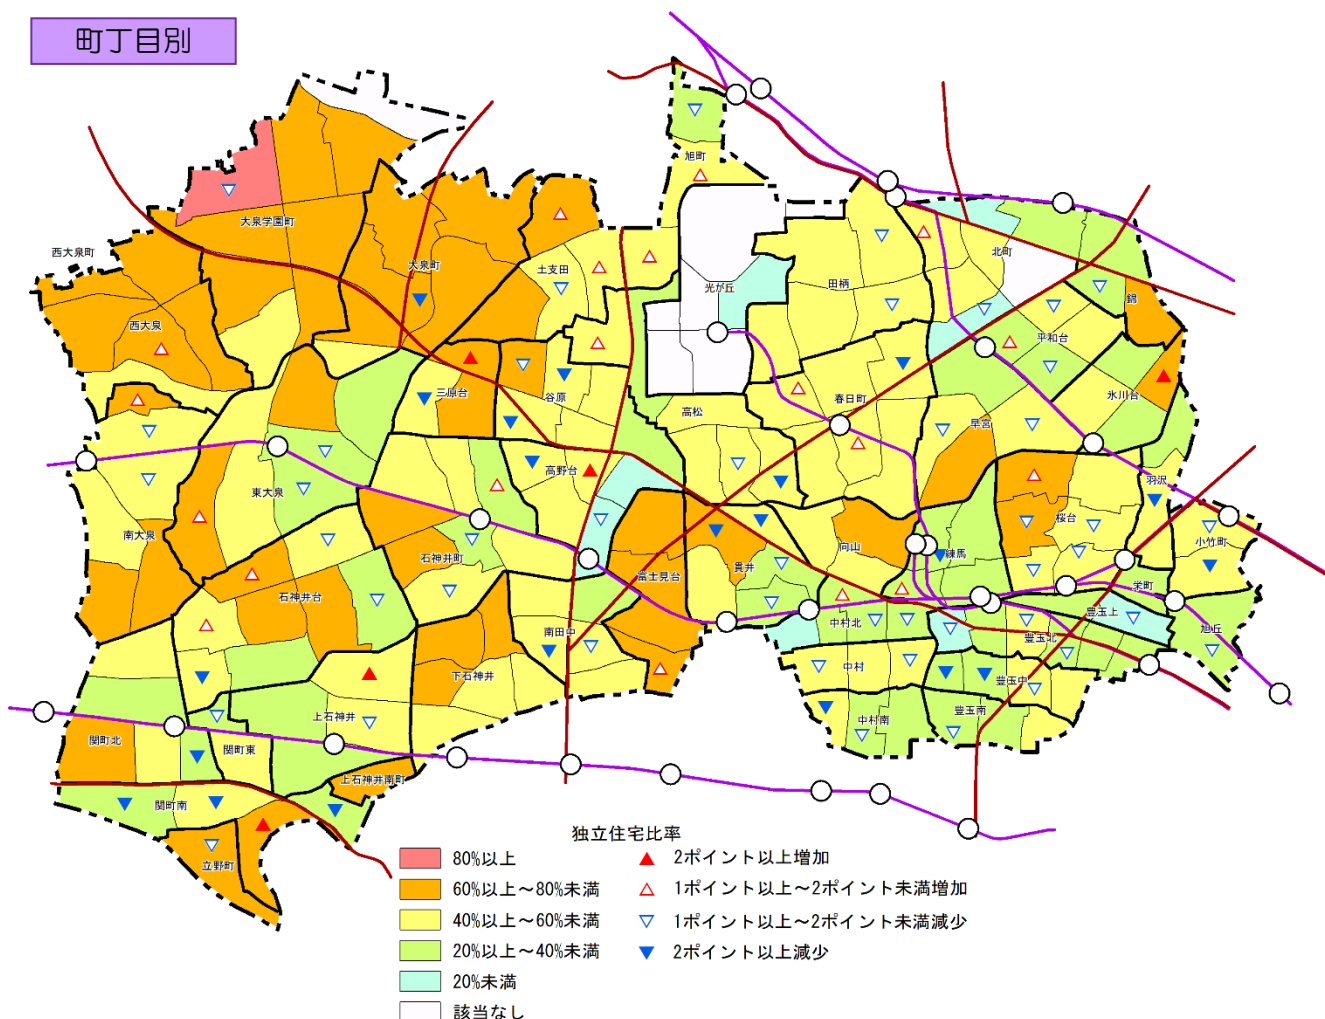 町丁目別
旭町
大泉学園町
西大泉町
大泉町
土支田
北町
光が丘
田柄
錦
西大泉
平和台
三原台
谷原
春日町
氷川台
高松
早宮
高野台
羽沢
東大泉
桜台
南大泉
小竹町
向山
練馬
石神井町
貫井
富士見台
栄町
石神井台
豊玉上
中村北
旭丘
南田中
豊玉北
中村
下石神井
豊玉中
豊玉南
上石神井
中村南
関町北
関町東
上石神井南町
関町南
立野町
独立住宅比率
80%以上
60%以上～80%未満
40%以上～60%未満
20%以上～40%未満
20%未満
該当なし
2ポイント以上増加
1ポイント以上～2ポイント未満増加
1ポイント以上～2ポイント未満減少
2ポイント以上減少